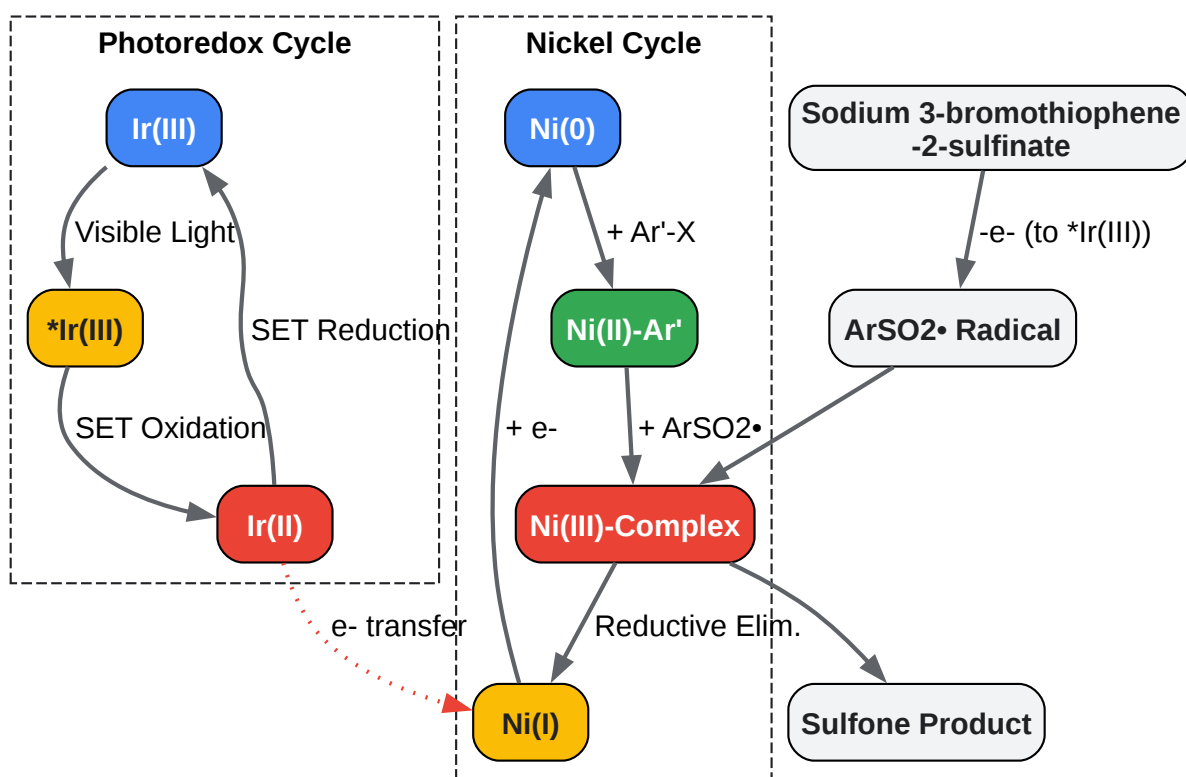 Photoredox Cycle
Nickel Cycle
Ir(III)
Ni(0)
Sodium 3-bromothiophene
-2-sulfinate
Visible Light
+ Ar'-X
-e- (to *Ir(III))
*Ir(III)
SET Reduction
Ni(II)-Ar'
ArSO2• Radical
SET Oxidation
+ e-
+ ArSO2•
Ir(II)
Ni(III)-Complex
e- transfer
Reductive Elim.
Ni(I)
Sulfone Product